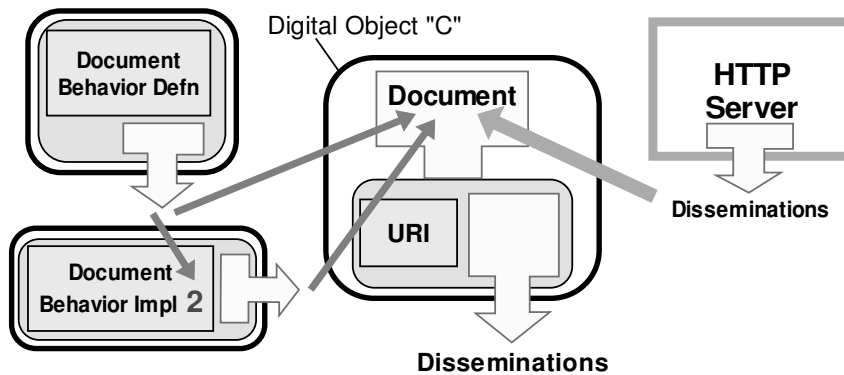 Digital Object "C"
Document
Behavior Defn
Document
HTTP
Server
Disseminations
URI
Document
Behavior Impl 2
Disseminations